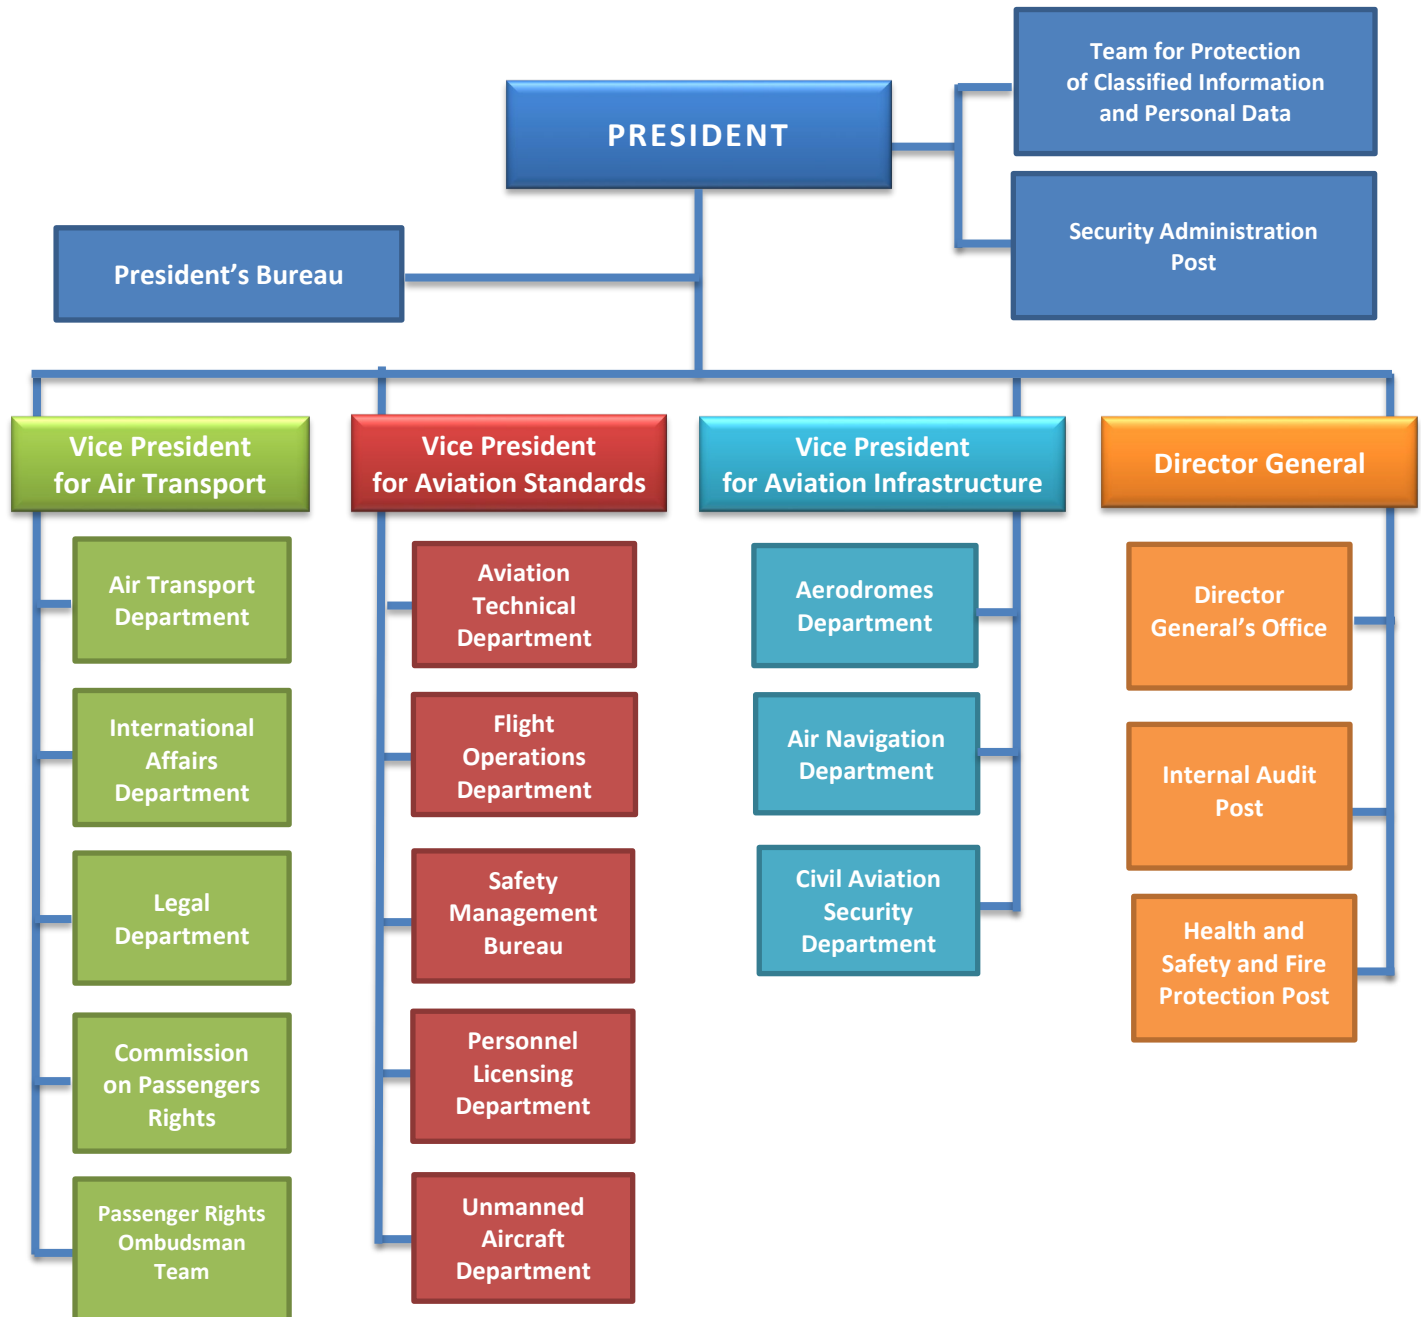 Team for Protection
of Classified Information
and Personal Data
PRESIDENT
Security Administration
Post
President’s Bureau
Vice President
for Air Transport
Vice President
for Aviation Standards
Vice President
for Aviation Infrastructure
Director General
Air Transport
Department
International
Affairs
Department
Legal
Department
Commission
on Passengers
Rights
Passenger Rights
Ombudsman
Team
Aviation
Technical
Department
Flight
Operations
Department
Safety
Management
Bureau
Personnel
Licensing
Department
Unmanned
Aircraft
Department
Aerodromes
Department
Air Navigation
Department
Civil Aviation
Security
Department
Director
General’s Office
Internal Audit
Post
Health and
Safety and Fire
Protection Post